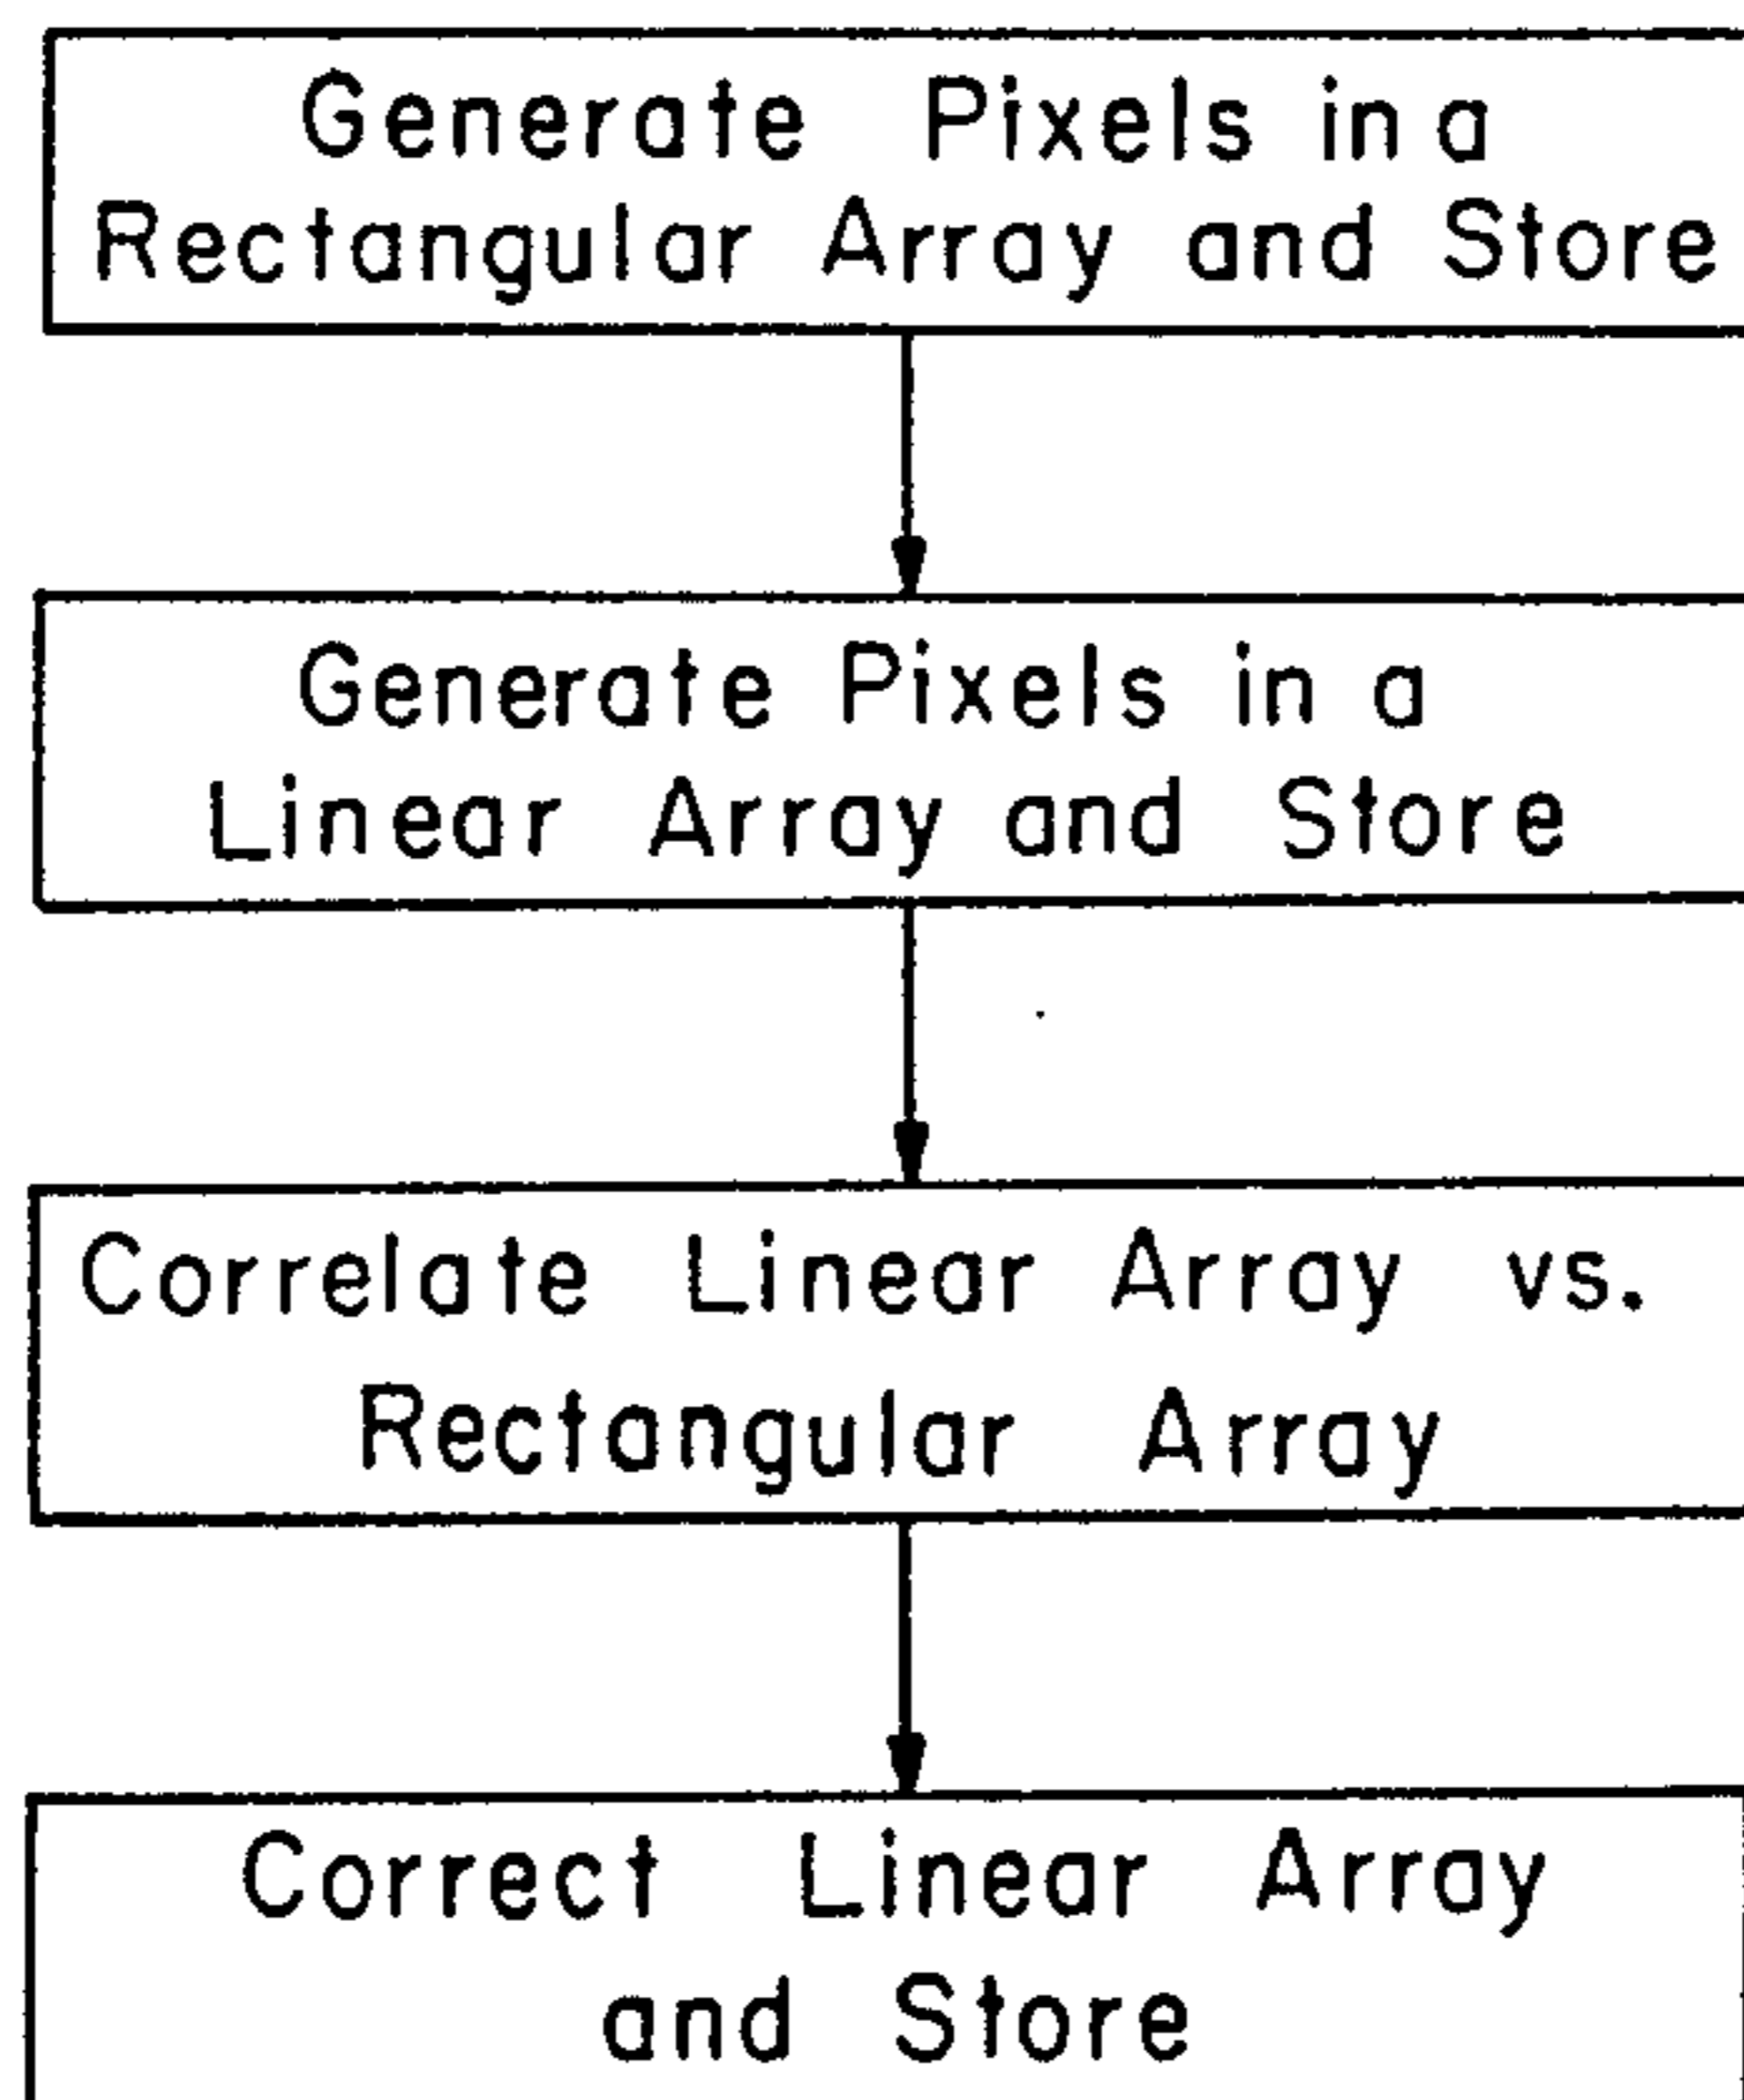 Generate Pixels in a
Rectangular Array and Store
Generate Pixels in a
Linear Array and Store
Correlate Linear Array vs.
Rectangular Array
Correct Linear Array
and Store